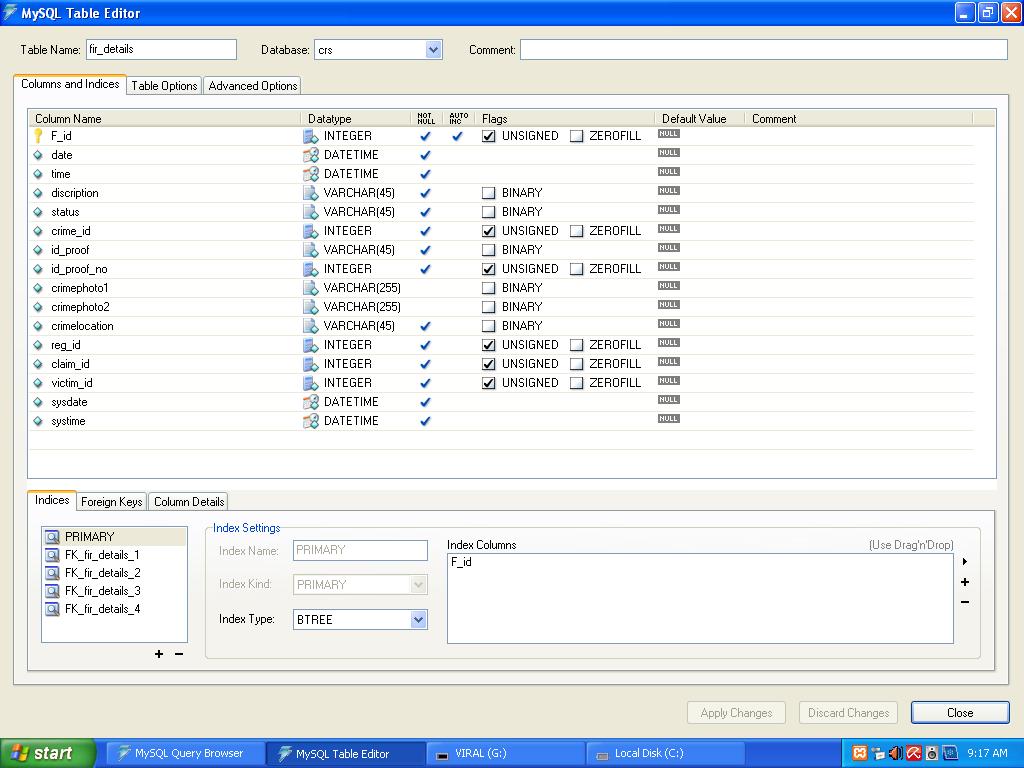 MySQL Table Editor
Table Name: fir_details Database: crs Comment:
Columns and Indices Table Options Advanced Options
Column Name Datatype NOT NULL AUTO INC Flags Default Value Comment
F_id INTEGER UNSIGNED ZEROFILL NULL
date DATETIME NULL
time DATETIME NULL
discription VARCHAR(45) BINARY NULL
status VARCHAR(45) BINARY NULL
crime_id INTEGER UNSIGNED ZEROFILL NULL
id_proof VARCHAR(45) BINARY NULL
id_proof_no INTEGER UNSIGNED ZEROFILL NULL
crimephoto1 VARCHAR(255) BINARY NULL
crimephoto2 VARCHAR(255) BINARY NULL
crimelocation VARCHAR(45) BINARY NULL
reg_id INTEGER UNSIGNED ZEROFILL NULL
claim_id INTEGER UNSIGNED ZEROFILL NULL
victim_id INTEGER UNSIGNED ZEROFILL NULL
sysdate DATETIME NULL
systime DATETIME NULL
Indices Foreign Keys Column Details
PRIMARY
FK_fir_details_1
FK_fir_details_2
FK_fir_details_3
FK_fir_details_4
Index Settings
Index Name: PRIMARY
Index Kind: PRIMARY
Index Type: BTREE
Index Columns (Use Drag'n'Drop)
F_id
Apply Changes Discard Changes Close
start MySQL Query Browser MySQL Table Editor VIRAL (G:) Local Disk (C:) 9:17 AM